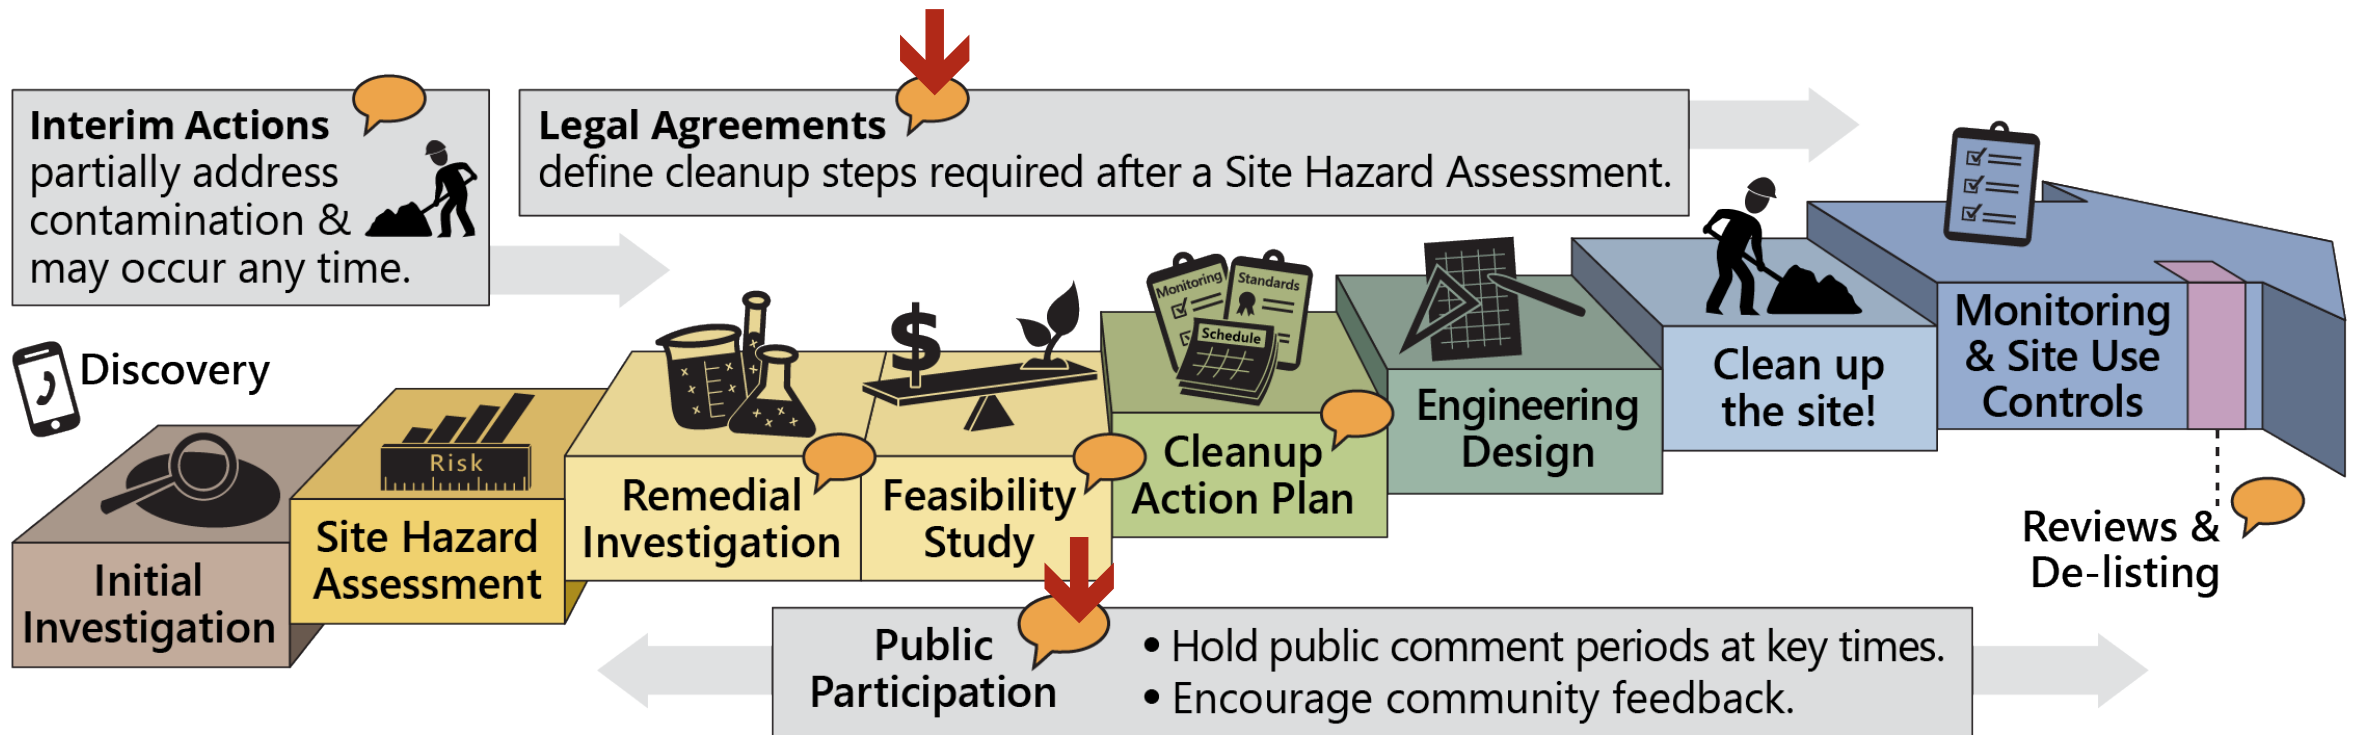 Interim Actions
partially address
contamination &
may occur any time.
Legal Agreements
define cleanup steps required after a Site Hazard Assessment.
Discovery
Initial
Investigation
Risk
Site Hazard
Assessment
Remedial
Investigation
$
Feasibility
Study
Monitoring
Standards
Schedule
Cleanup
Action Plan
Engineering
Design
Clean up
the site!
Monitoring
& Site Use
Controls
Reviews &
De-listing
Public
Participation
• Hold public comment periods at key times.
• Encourage community feedback.